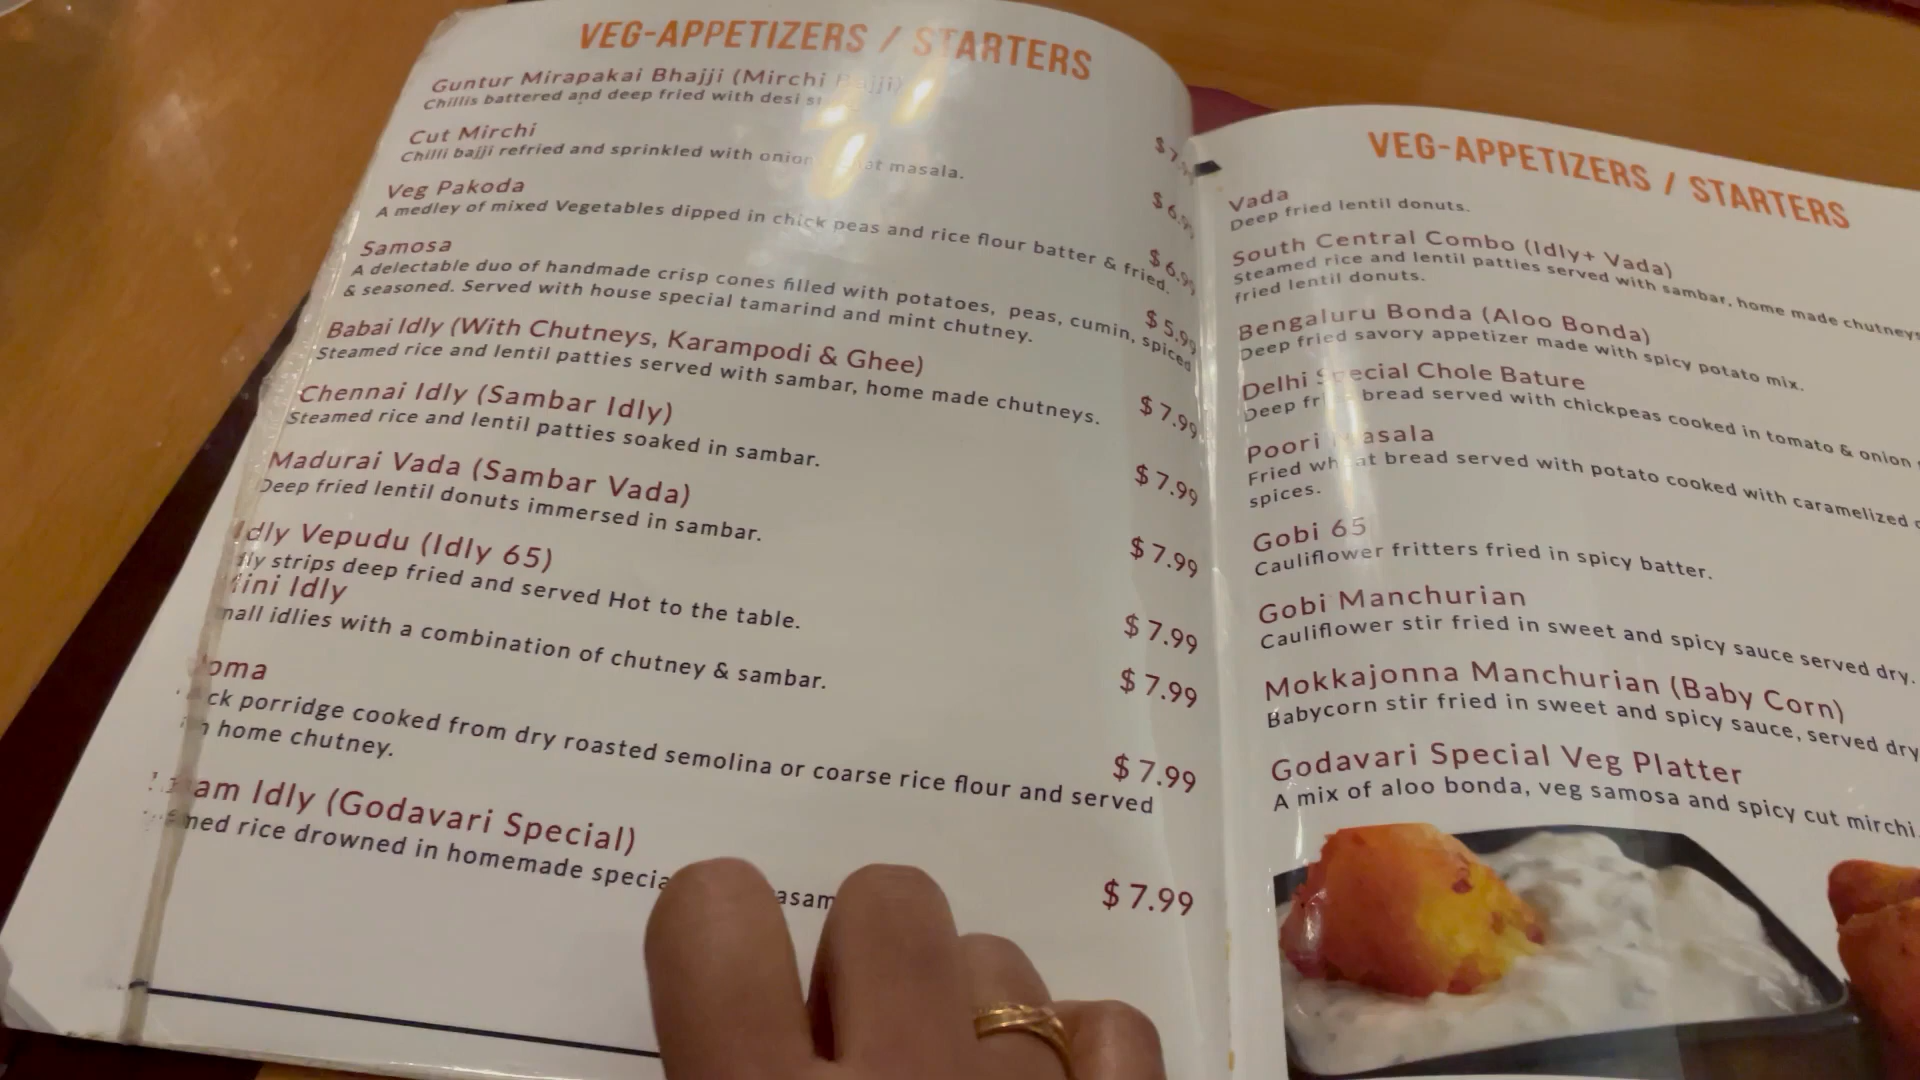 VEG-APPETIZERS / STARTERS
Guntur Mirapakai Bhajji (Mirchi
Chillis battered and deep fried with desi
Cut Mirchi
Chilli bajji refried and sprinkled with onion masala.
Veg Pakoda
A medley of mixed Vegetables dipped in chick peas and rice flour batter & fried.
$ 6.99
Samosa
A delectable duo of handmade crisp cones filled with potatoes, peas, cumin, spiced
& seasoned. Served with house special tamarind and mint chutney.
$ 5.99
Babai Idly (With Chutneys, Karampodi & Ghee)
Steamed rice and lentil patties served with sambar, home made chutneys.
$ 7.99
Chennai Idly (Sambar Idly)
Steamed rice and lentil patties soaked in sambar.
$ 7.99
Madurai Vada (Sambar Vada)
Deep fried lentil donuts immersed in sambar.
$ 7.99
Idly Vepudu (Idly 65)
strips deep fried and served Hot to the table.
$ 7.99
Idly
idlies with a combination of chutney & sambar.
$ 7.99
porridge cooked from dry roasted semolina or coarse rice flour and served
home chutney.
$ 7.99
Idly (Godavari Special)
rice drowned in homemade
$ 7.99
VEG-APPETIZERS / STARTERS
Vada
Deep fried lentil donuts.
South Central Combo (Idly+ Vada)
Steamed rice and lentil patties served with sambar, home made chutneys
fried lentil donuts.
Bengaluru Bonda (Aloo Bonda)
Deep fried savory appetizer made with spicy potato mix.
Delhi Special Chole Bature
Deep bread served with chickpeas cooked in tomato & onion
Poori Masala
Fried wheat bread served with potato cooked with caramelized
spices.
Gobi 65
Cauliflower fritters fried in spicy batter.
Gobi Manchurian
Cauliflower stir fried in sweet and spicy sauce served dry.
Mokkajonna Manchurian (Baby Corn)
Babycorn stir fried in sweet and spicy sauce, served dry
Godavari Special Veg Platter
A mix of aloo bonda, veg samosa and spicy cut mirchi.